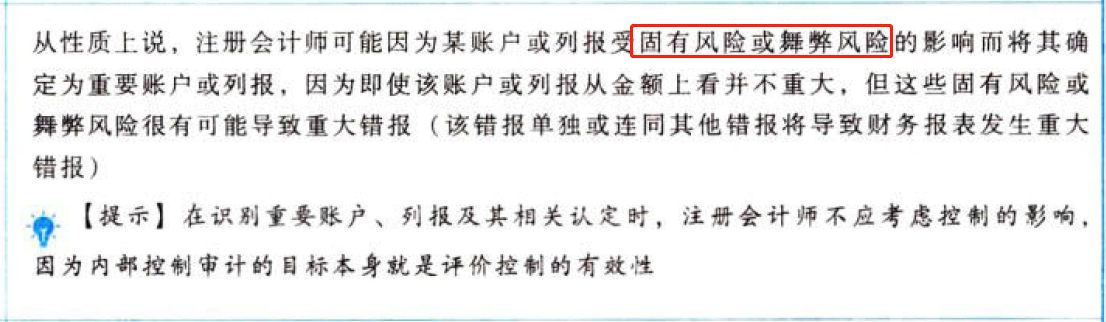 从性质上说，注册会计师可能因为某账户或列报受固有风险或舞弊风险的影响而将其确
定为重要账户或列报，因为即使该账户或列报从金额上看并不重大，但这些固有风险或
舞弊风险很有可能导致重大错报（该错报单独或连同其他错报将导致财务报表发生重大
错报）
【提示】在识别重要账户、列报及其相关认定时，注册会计师不应考虑控制的影响，
因为内部控制审计的目标本身就是评价控制的有效性